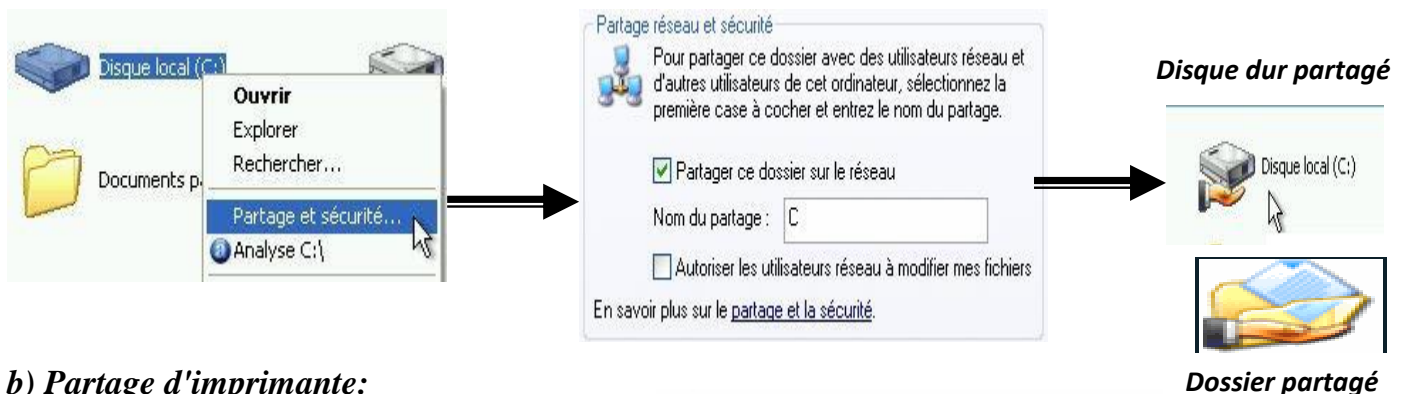 Disque local (C:)
Ouvrir
Explorer
Rechercher...
Documents p
Partage et sécurité...
Analyse C:\
Partage réseau et sécurité
Pour partager ce dossier avec des utilisateurs réseau et
d'autres utilisateurs de cet ordinateur, sélectionnez la
première case à cocher et entrez le nom du partage.
Partager ce dossier sur le réseau
Nom du partage : C
Autoriser les utilisateurs réseau à modifier mes fichiers
En savoir plus sur le partage et la sécurité.
Disque dur partagé
Disque local (C:)
Dossier partagé
b) Partage d'imprimante: